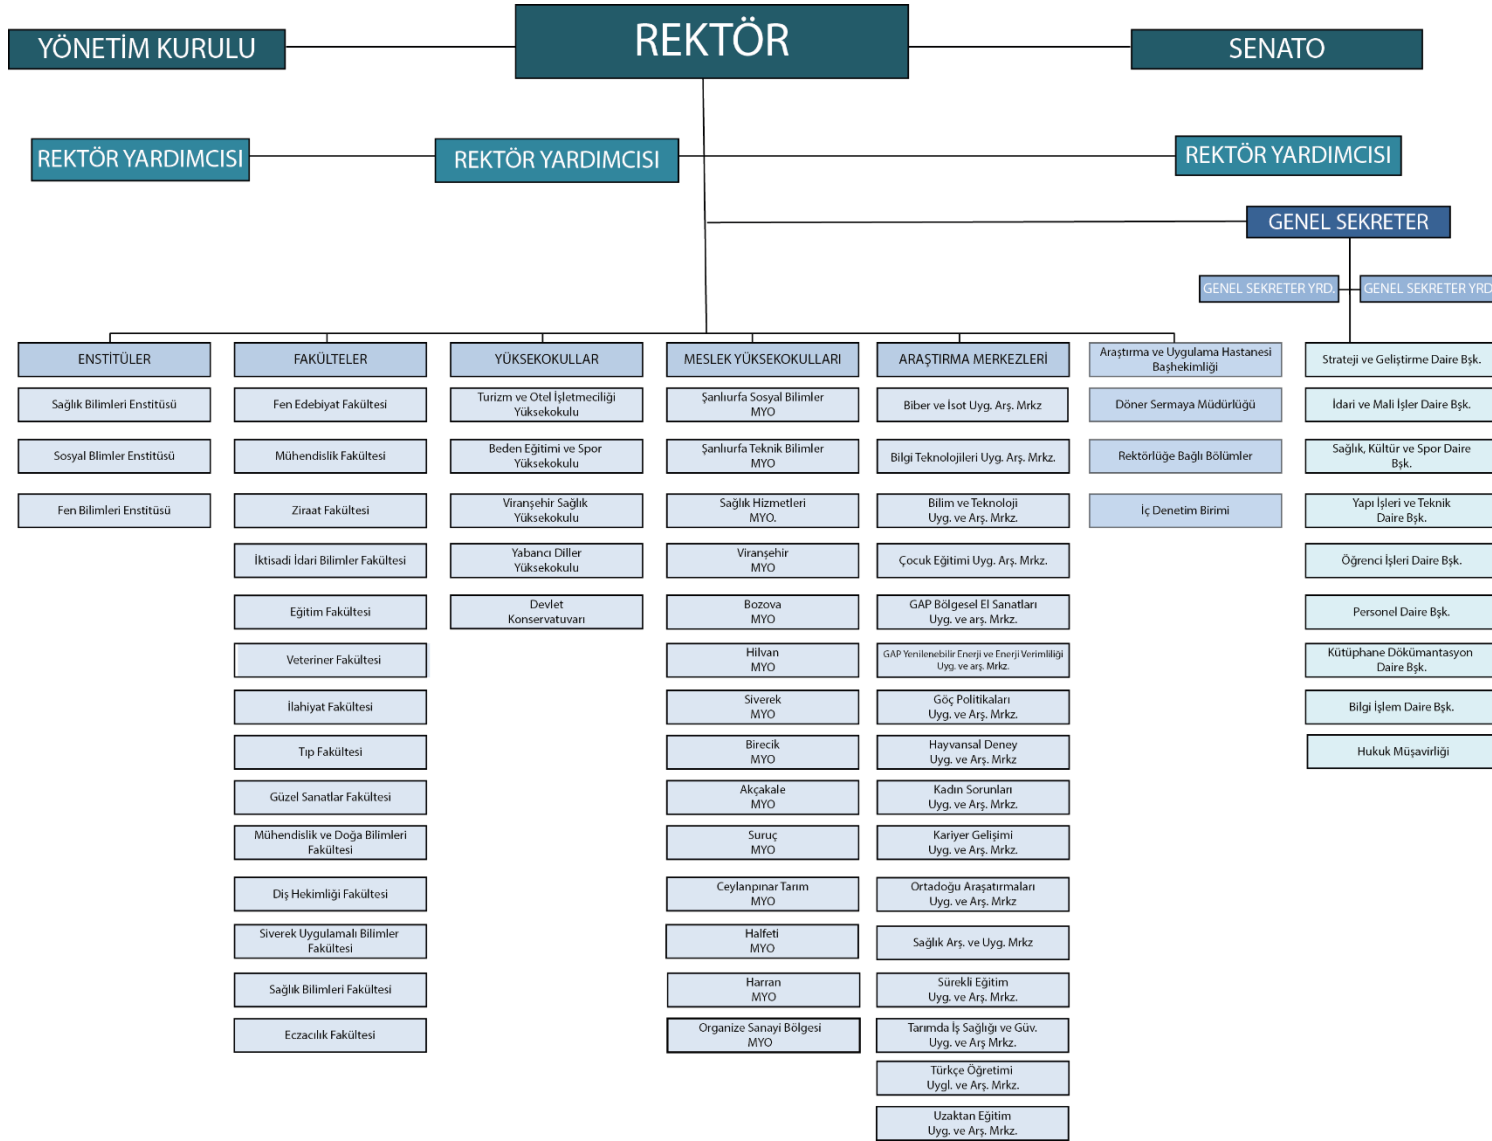 YÖNETİM KURULU
REKTÖR
SENATO
REKTÖR YARDIMCISI
REKTÖR YARDIMCISI
REKTÖR YARDIMCISI
GENEL SEKRETER
GENEL SEKRETER YRD.
GENEL SEKRETER YRD
ENSTİTÜLER
Sağlık Bilimleri Enstitüsü
Sosyal Blimler Enstitüsü
Fen Bilimleri Enstitüsü
FAKÜLTELER
Fen Edebiyat Fakültesi
Mühendislik Fakültesi
Ziraat Fakültesi
İktisadi İdari Bilimler Fakültesi
Eğitim Fakültesi
Veteriner Fakültesi
İlahiyat Fakültesi
Tıp Fakültesi
Güzel Sanatlar Fakültesi
Mühendislik ve Doğa Bilimleri
Fakültesi
Diş Hekimliği Fakültesi
Siverek Uygulamalı Bilimler
Fakültesi
Sağlık Bilimleri Fakültesi
Eczacılık Fakültesi
YÜKSEKOKULLAR
Turizm ve Otel İşletmeciliği
Yüksekokulu
Beden Eğitimi ve Spor
Yüksekokulu
Viranşehir Sağlık
Yüksekokulu
Yabancı Diller
Yüksekokulu
Devlet
Konservatuvarı
MESLEK YÜKSEKOKULLARI
Şanlıurfa Sosyal Bilimler
MYO
Şanlıurfa Teknik Bilimler
MYO
Sağlık Hizmetleri
MYO.
Viranşehir
MYO
Bozova
MYO
Hilvan
MYO
Siverek
MYO
Birecik
MYO
Akçakale
MYO
Suruç
MYO
Ceylanpınar Tarım
MYO
Halfeti
MYO
Harran
MYO
Organize Sanayi Bölgesi
MYO
ARAŞTIRMA MERKEZLERİ
Biber ve İsot Uyg. Arş. Mrkz
Bilgi Teknolojileri Uyg. Arş. Mrkz.
Bilim ve Teknoloji
Uyg. ve Arş. Mrkz.
Çocuk Eğitimi Uyg. Arş. Mrkz.
GAP Bölgesel El Sanatları
Uyg. ve arş. Mrkz.
GAP Yenilenebilir Enerji ve Enerji Verimliliği
Uyg. ve arş. Mrkz.
Göç Politikaları
Uyg. ve Arş. Mrkz.
Hayvansal Deney
Uyg. ve Arş. Mrkz
Kadın Sorunları
Uyg. ve Arş. Mrkz.
Kariyer Gelişimi
Uyg. ve Arş. Mrkz.
Ortadoğu Araşatırmaları
Uyg. ve Arş. Mrkz
Sağlık Arş. ve Uyg. Mrkz
Sürekli Eğitim
Uyg. ve Arş. Mrkz.
Tarımda İş Sağlığı ve Güv.
Uyg. ve Arş Mrkz.
Türkçe Öğretimi
Uygl. ve Arş. Mrkz.
Uzaktan Eğitim
Uyg. ve Arş. Mrkz.
Araştırma ve Uygulama Hastanesi
Başhekimliği
Döner Sermaya Müdürlüğü
Rektörlüğe Bağlı Bölümler
İç Denetim Birimi
Strateji ve Geliştirme Daire Bşk.
İdari ve Mali İşler Daire Bşk.
Sağlık, Kültür ve Spor Daire
Bşk.
Yapı İşleri ve Teknik
Daire Bşk.
Öğrenci İşleri Daire Bşk.
Personel Daire Bşk.
Kütüphane Dökümantasyon
Daire Bşk.
Bilgi İşlem Daire Bşk.
Hukuk Müşavirliği